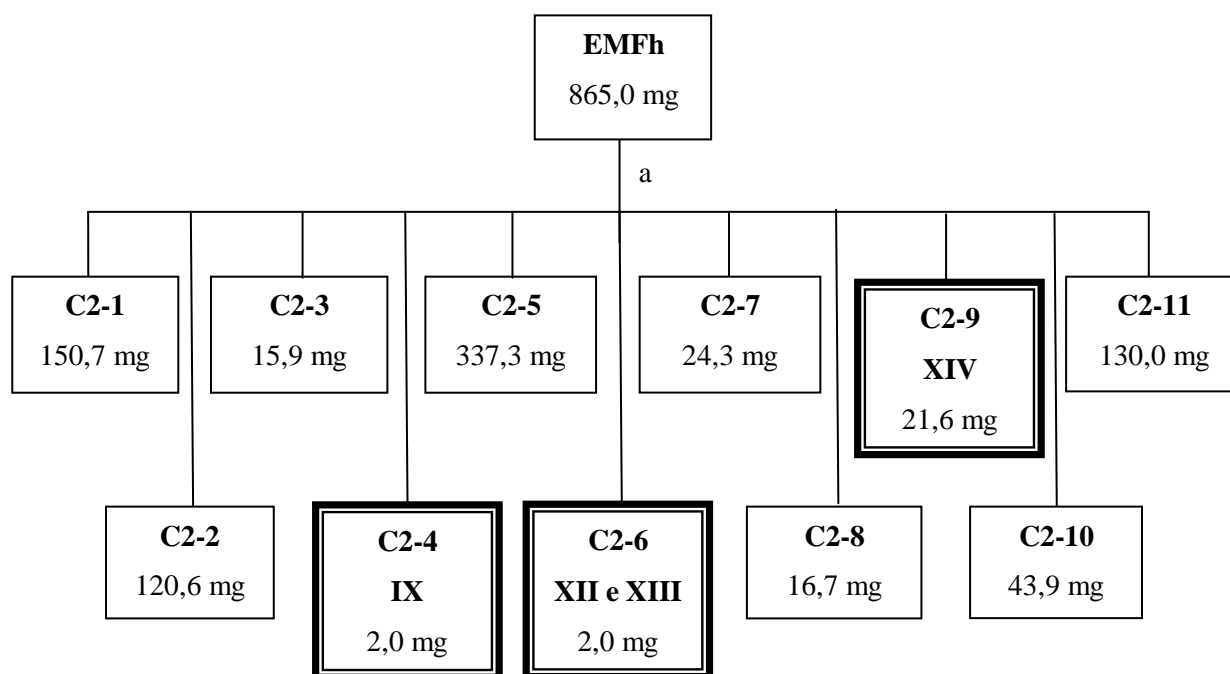 EMFh
865,0 mg
a
C2-1
150,7 mg
C2-3
15,9 mg
C2-5
337,3 mg
C2-7
24,3 mg
C2-9
XIV
21,6 mg
C2-11
130,0 mg
C2-2
120,6 mg
C2-4
IX
2,0 mg
C2-6
XII e XIII
2,0 mg
C2-8
16,7 mg
C2-10
43,9 mg